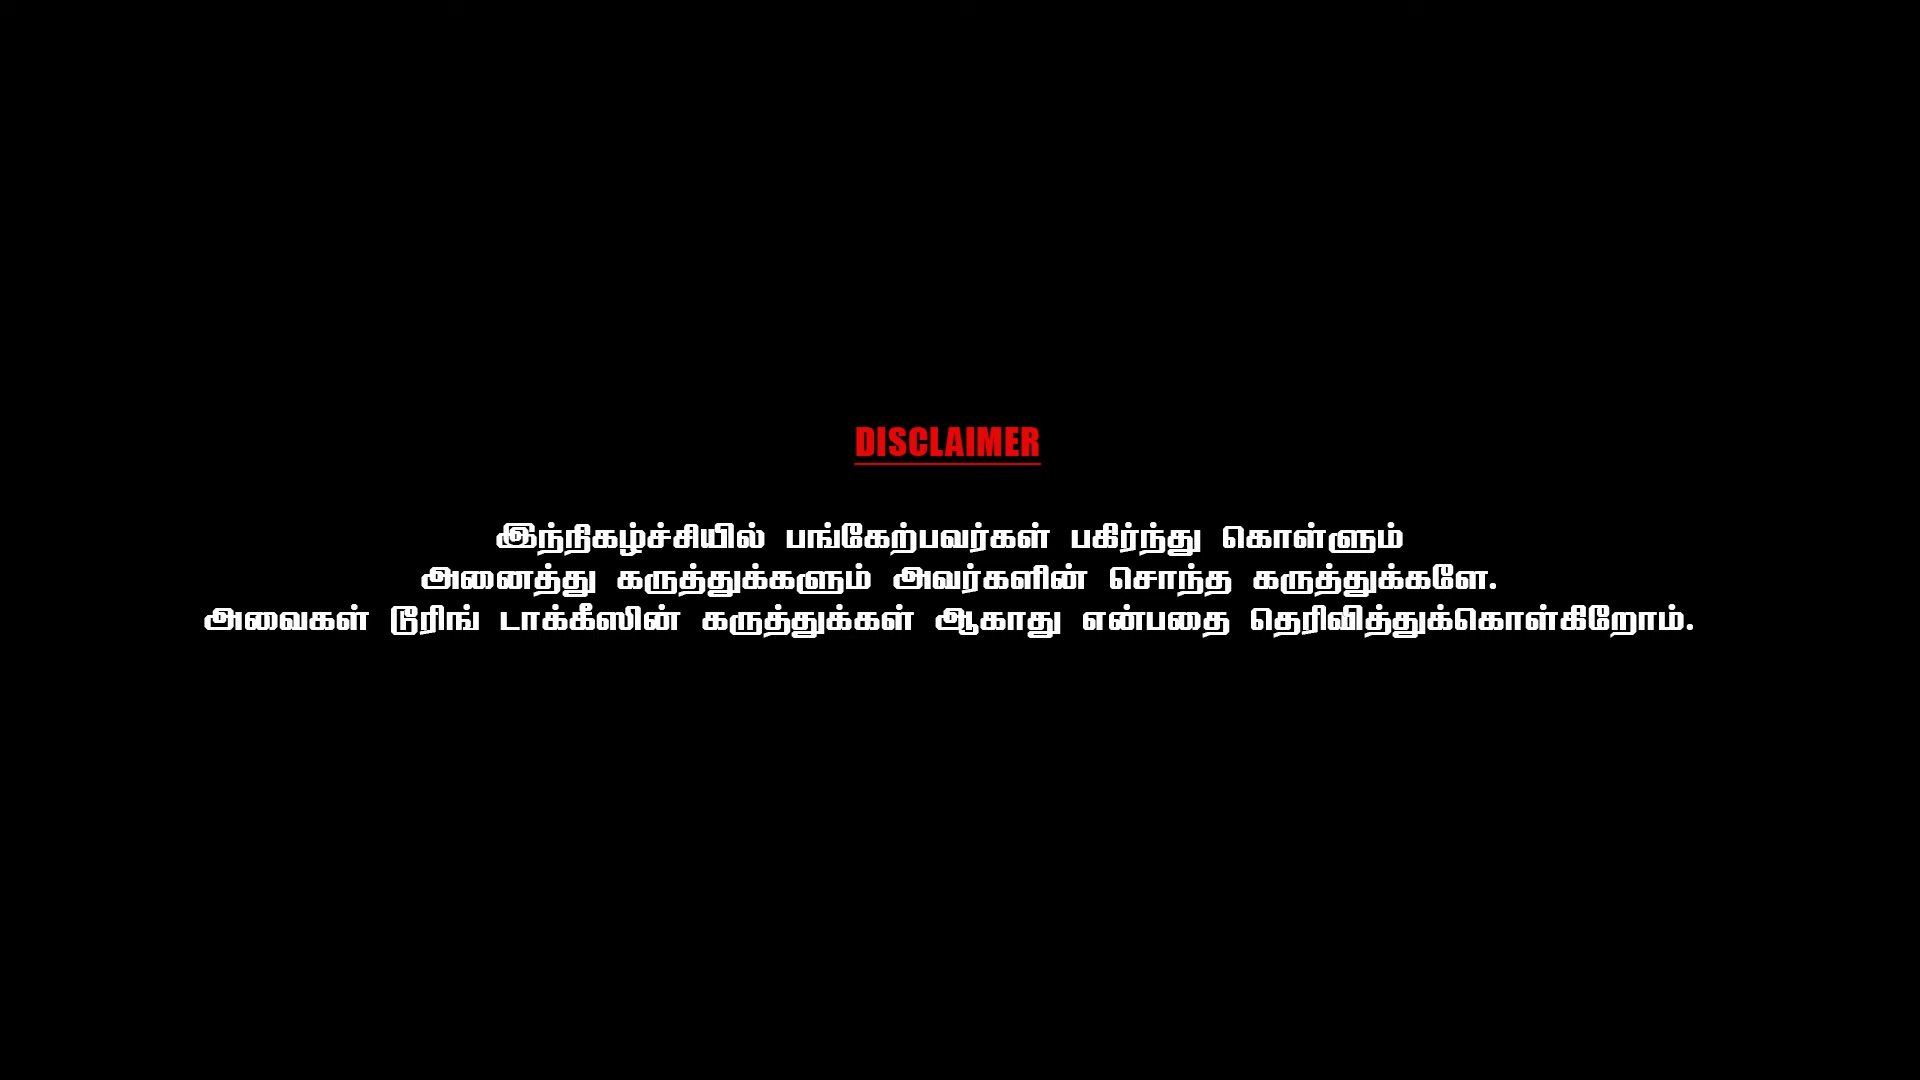 DISCLAIMER
இந்நிகழ்ச்சியில் பங்கேற்பவர்கள் பகிர்ந்து கொள்ளும்
அனைத்து கருத்துக்களும் அவர்களின் சொந்த கருத்துக்களே.
அவைகள் டூரிங் டாக்கீஸின் கருத்துக்கள் ஆகாது என்பதை தெரிவித்துக்கொள்கிறோம்.